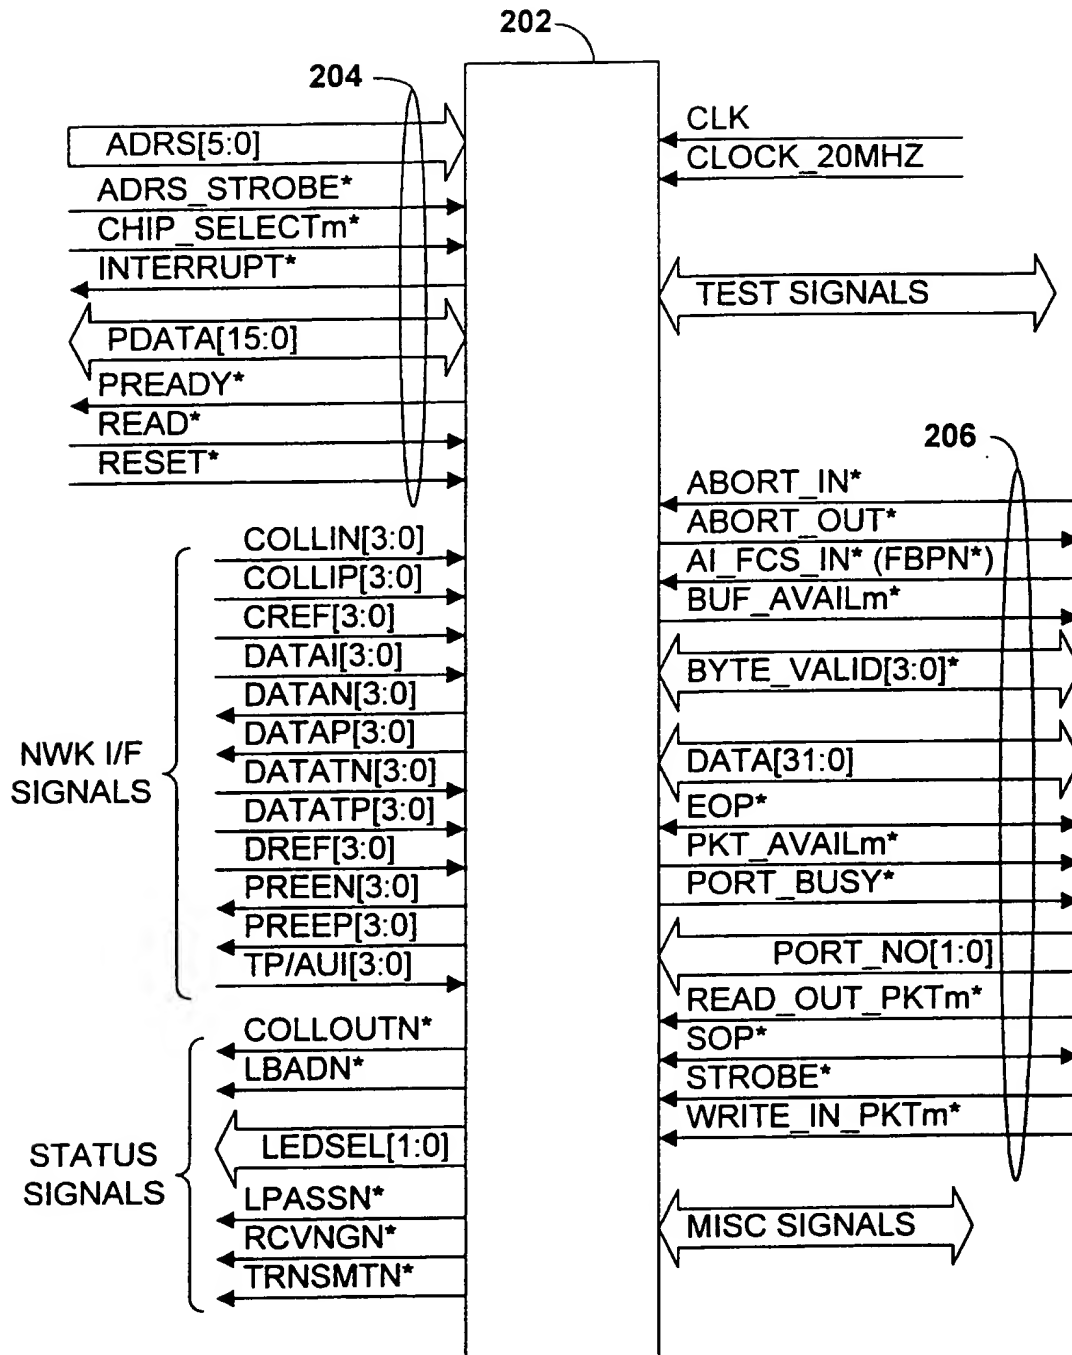 202
204
ADRS[5:0]
ADRS_STROBE*
CHIP_SELECTm*
INTERRUPT*
PDATA[15:0]
PREADY*
READ*
RESET*
COLLIN[3:0]
COLLIP[3:0]
CREF[3:0]
DATAI[3:0]
DATAN[3:0]
DATAP[3:0]
DATATN[3:0]
DATATP[3:0]
DREF[3:0]
PREEN[3:0]
PREEP[3:0]
TP/AUI[3:0]
NWK I/F
SIGNALS
COLLOUTN*
LBADN*
LEDSEL[1:0]
LPASSN*
RCVNGN*
TRNSMTN*
STATUS
SIGNALS
CLK
CLOCK_20MHZ
TEST SIGNALS
206
ABORT_IN*
ABORT_OUT*
AI_FCS_IN* (FBPN*)
BUF_AVAILm*
BYTE_VALID[3:0]*
DATA[31:0]
EOP*
PKT_AVAILm*
PORT_BUSY*
PORT_NO[1:0]
READ_OUT_PKTm*
SOP*
STROBE*
WRITE_IN_PKTm*
MISC SIGNALS